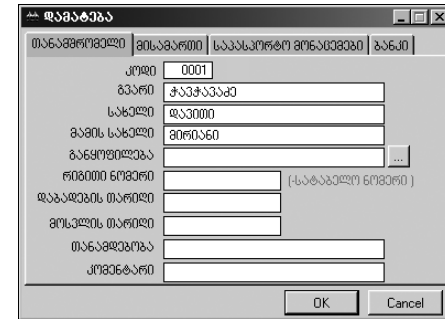 დამატება
თანამშრომელი მისამართი საპასპორტო მონაცემები ბანკი
კოდი 0001
გვარი ჭავჭავაძე
სახელი დავითი
მამის სახელი მირიანი
განყოფილება ...
რიგითი ნომერი (-სატაბელო ნომერი )
დაბადების თარიღი
მოსვლის თარიღი
თანამდებობა
კომენტარი
OK Cancel